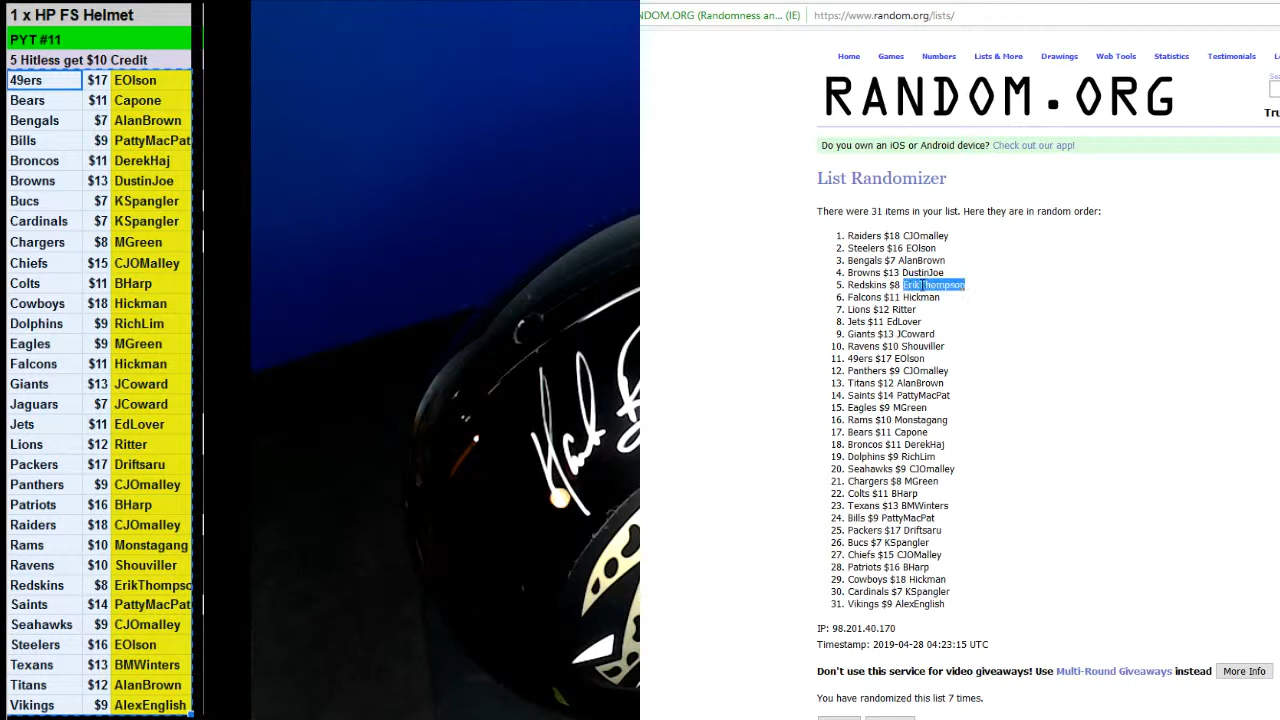 1 x HP FS Helmet
PYT #11
5 Hitless get $10 Credit
49ers $17 EOlson
Bears $11 Capone
Bengals $7 AlanBrown
Bills $9 PattyMacPat
Broncos $11 DerekHaj
Browns $13 DustinJoe
Bucs $7 KSpangler
Cardinals $7 KSpangler
Chargers $8 MGreen
Chiefs $15 CJOMalley
Colts $11 BHarp
Cowboys $18 Hickman
Dolphins $9 RichLim
Eagles $9 MGreen
Falcons $11 Hickman
Giants $13 JCoward
Jaguars $7 JCoward
Jets $11 EdLover
Lions $12 Ritter
Packers $17 Driftsaru
Panthers $9 CJOmalley
Patriots $16 BHarp
Raiders $18 CJOmalley
Rams $10 Monstagang
Ravens $10 Shouviller
Redskins $8 ErikThompso
Saints $14 PattyMacPat
Seahawks $9 CJOmalley
Steelers $16 EOlson
Texans $13 BMWinters
Titans $12 AlanBrown
Vikings $9 AlexEnglish
NDOM.ORG (Randomness an... (IE) https://www.random.org/lists/
Home Games Numbers Lists & More Drawings Web Tools Statistics Testimonials
RANDOM.ORG
Tru
Do you own an iOS or Android device? Check out our app!
List Randomizer
There were 31 items in your list. Here they are in random order:
1. Raiders $18 CJOmalley
2. Steelers $16 EOlson
3. Bengals $7 AlanBrown
4. Browns $13 DustinJoe
5. Redskins $8 ErikThompson
6. Falcons $11 Hickman
7. Lions $12 Ritter
8. Jets $11 EdLover
9. Giants $13 JCoward
10. Ravens $10 Shouviller
11. 49ers $17 EOlson
12. Panthers $9 CJOmalley
13. Titans $12 AlanBrown
14. Saints $14 PattyMacPat
15. Eagles $9 MGreen
16. Rams $10 Monstagang
17. Bears $11 Capone
18. Broncos $11 DerekHaj
19. Dolphins $9 RichLim
20. Seahawks $9 CJOmalley
21. Chargers $8 MGreen
22. Colts $11 BHarp
23. Texans $13 BMWinters
24. Bills $9 PattyMacPat
25. Packers $17 Driftsaru
26. Bucs $7 KSpangler
27. Chiefs $15 CJOMalley
28. Patriots $16 BHarp
29. Cowboys $18 Hickman
30. Cardinals $7 KSpangler
31. Vikings $9 AlexEnglish
IP: 98.201.40.170
Timestamp: 2019-04-28 04:23:15 UTC
Don't use this service for video giveaways! Use Multi-Round Giveaways instead More Info
You have randomized this list 7 times.